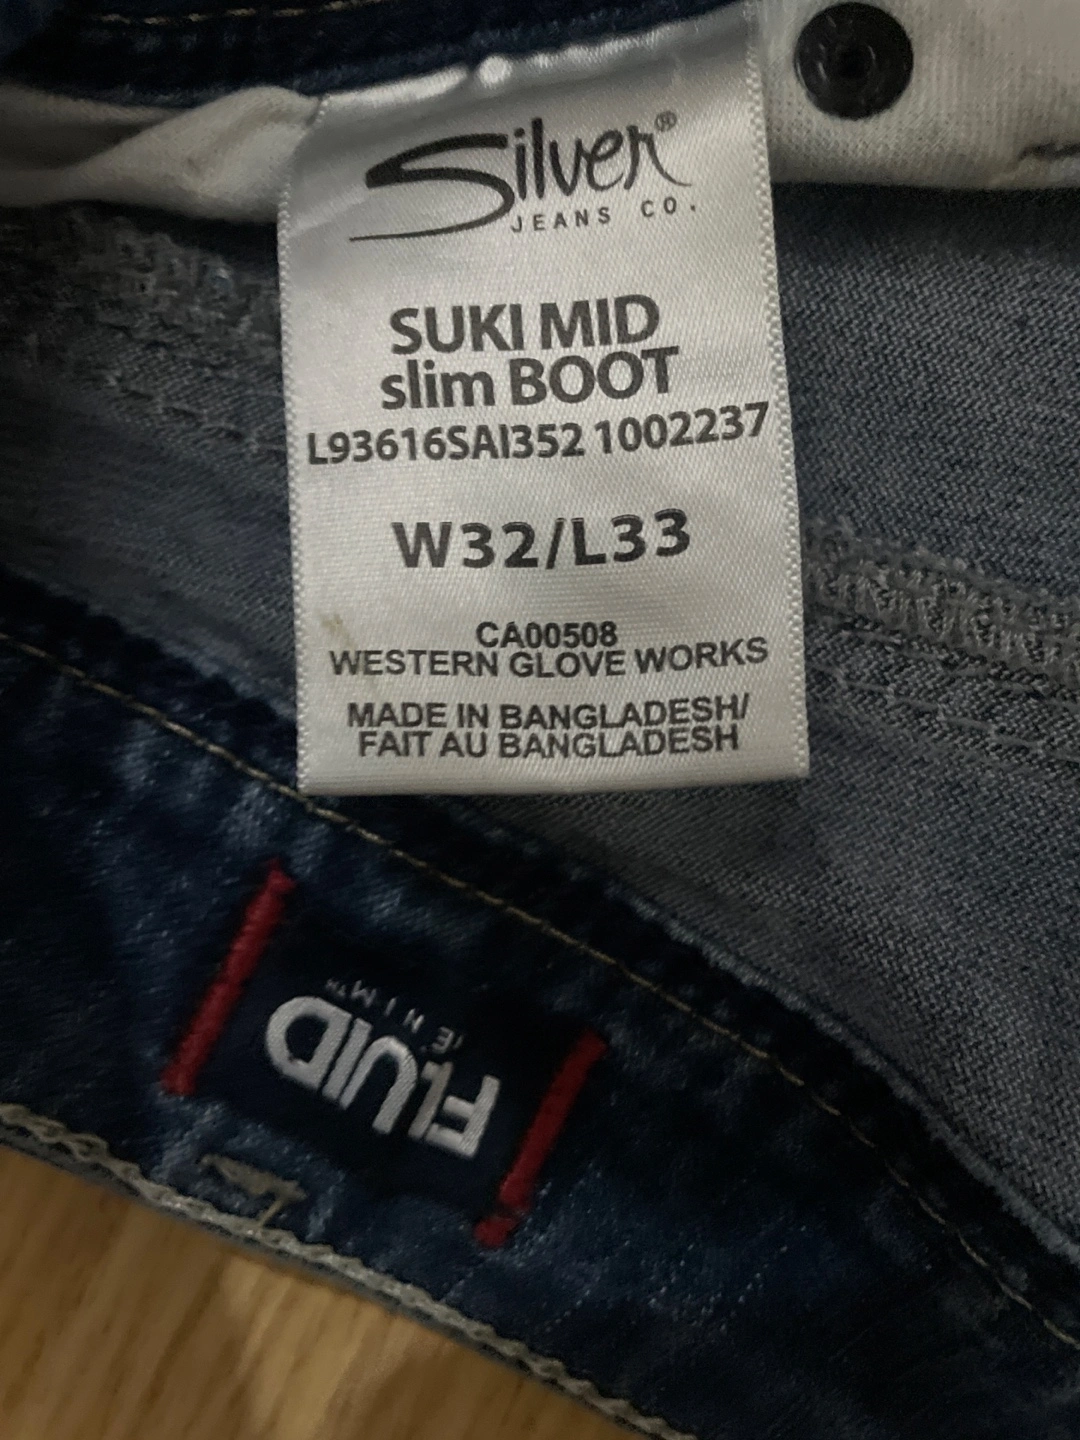 Silver®
JEANS CO.
SUKI MID
slim BOOT
L93616SAI352 1002237
W32/L33
CA00508
WESTERN GLOVE WORKS
MADE IN BANGLADESH/
FAIT AU BANGLADESH
FLUID